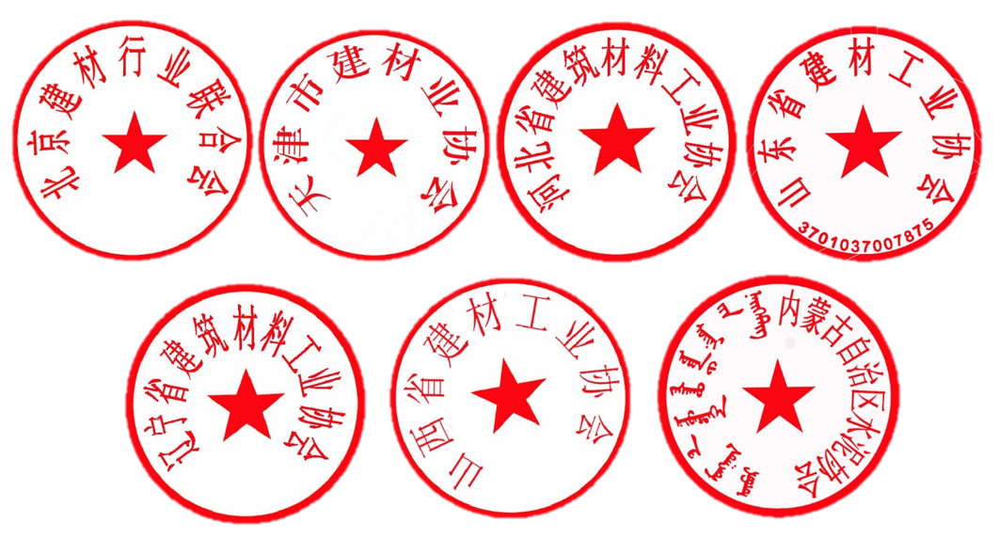 北京建材行业联合会
天津市建材业协会
河北省建筑材料工业协会
山东省建材工业协会
3701037007875
辽宁省建筑材料工业协会
山西省建材工业协会
内蒙古自治区水泥协会